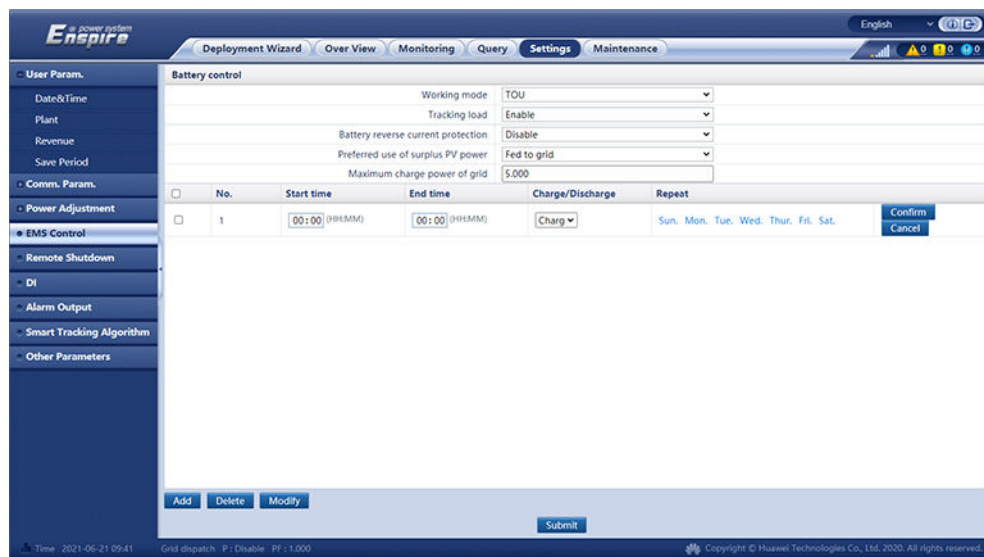 English
e power system
Enspire
Deployment Wizard Over View Monitoring Query Settings Maintenance
0 0 0
User Param.
Date&Time
Plant
Revenue
Save Period
Comm. Param.
Power Adjustment
EMS Control
Remote Shutdown
DI
Alarm Output
Smart Tracking Algorithm
Other Parameters
Battery control
Working mode TOU
Tracking load Enable
Battery reverse current protection Disable
Preferred use of surplus PV power Fed to grid
Maximum charge power of grid 5.000
No. Start time End time Charge/Discharge Repeat
1 00:00 (HH:MM) 00:00 (HH:MM) Charg Sun. Mon. Tue. Wed. Thur. Fri. Sat. Confirm
Cancel
Add Delete Modify
Submit
Time 2021-06-21 09:41 Grid dispatch P : Disable PF : 1.000 Copyright © Huawei Technologies Co., Ltd. 2020. All rights reserved.